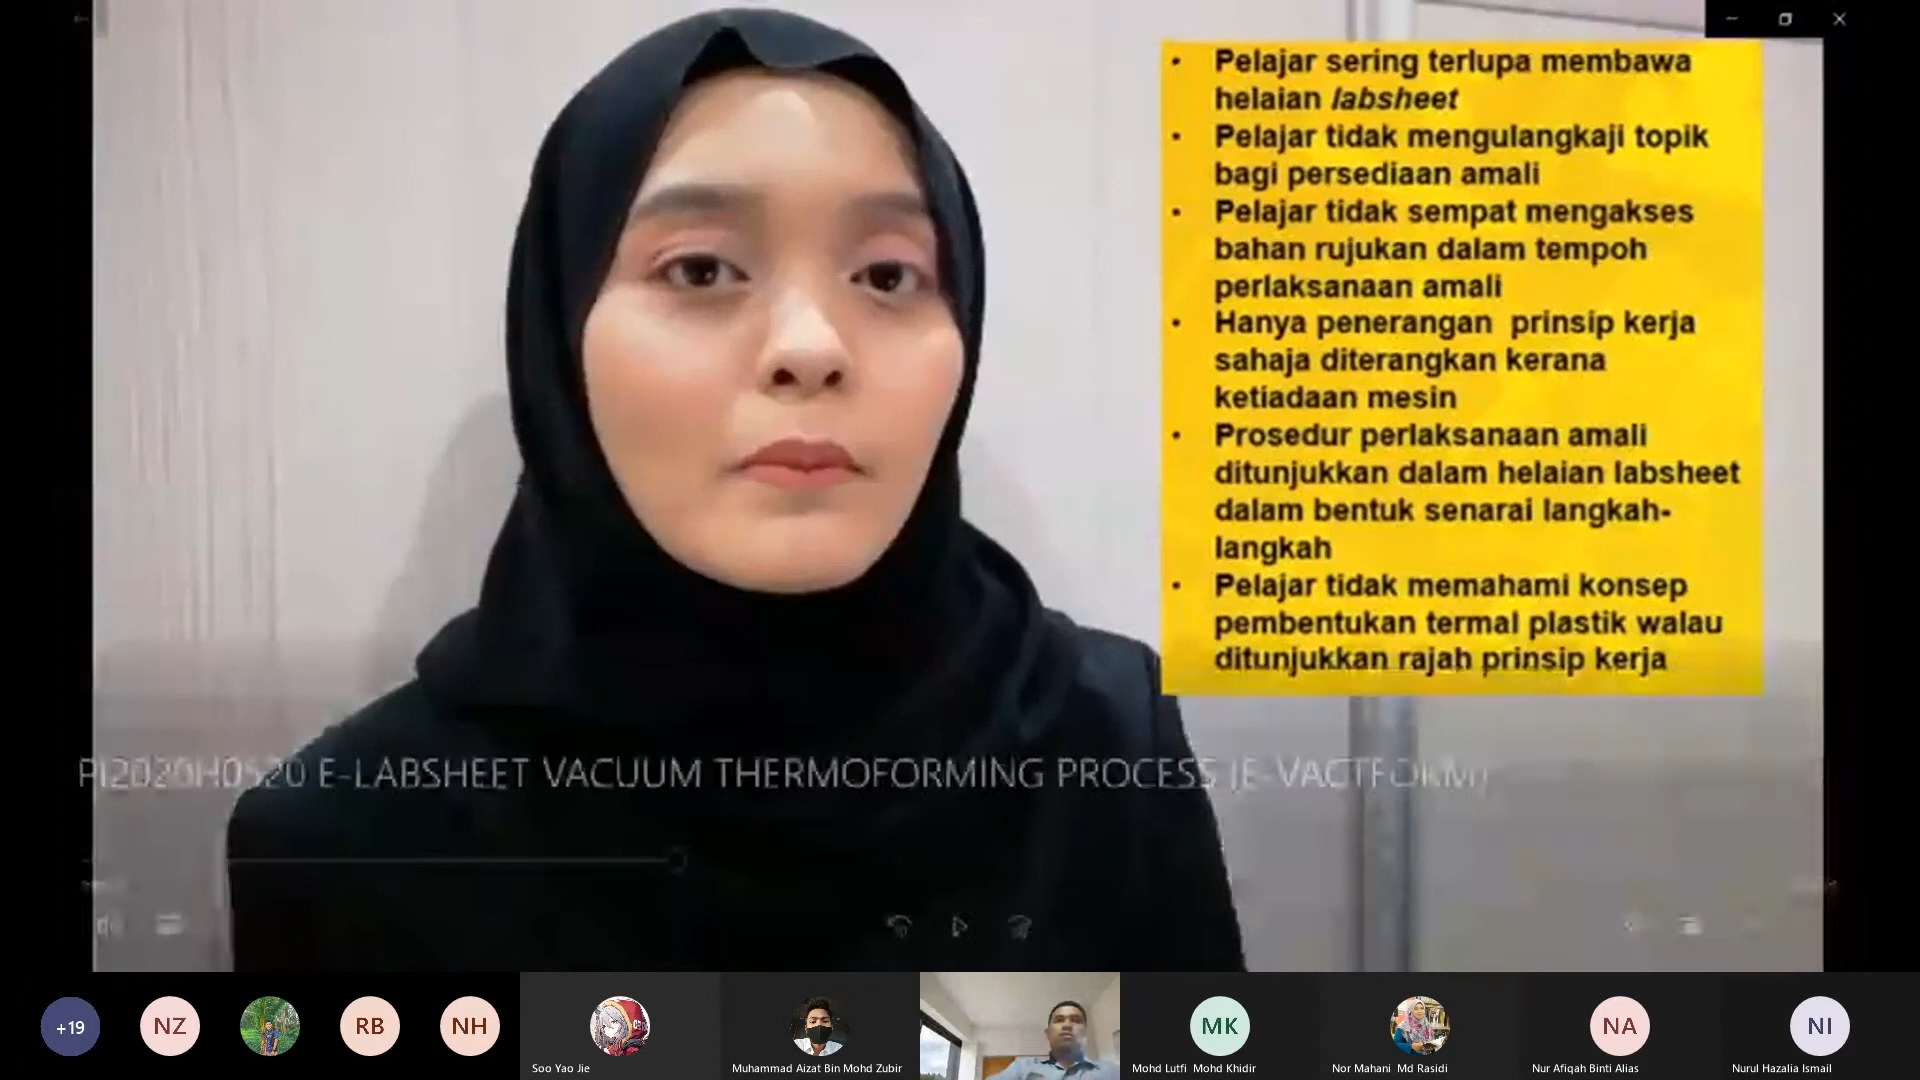 • Pelajar sering terlupa membawa
helaian labsheet
• Pelajar tidak mengulangkaji topik
bagi persediaan amali
• Pelajar tidak sempat mengakses
bahan rujukan dalam tempoh
perlaksanaan amali
• Hanya penerangan prinsip kerja
sahaja diterangkan kerana
ketiadaan mesin
• Prosedur perlaksanaan amali
ditunjukkan dalam helaian labsheet
dalam bentuk senarai langkah-
langkah
• Pelajar tidak memahami konsep
pembentukan termal plastik walau
ditunjukkan rajah prinsip kerja
PI2020H0520 E-LABSHEET VACUUM THERMOFORMING PROCESS (E-VACTFORM)
+19
NZ
RB
NH
Soo Yao Jie
Muhammad Aizat Bin Mohd Zubir
MK
Mohd Lutfi Mohd Khidir
Nor Mahani Md Rasidi
NA
Nur Afiqah Binti Alias
NI
Nurul Hazalia Ismail